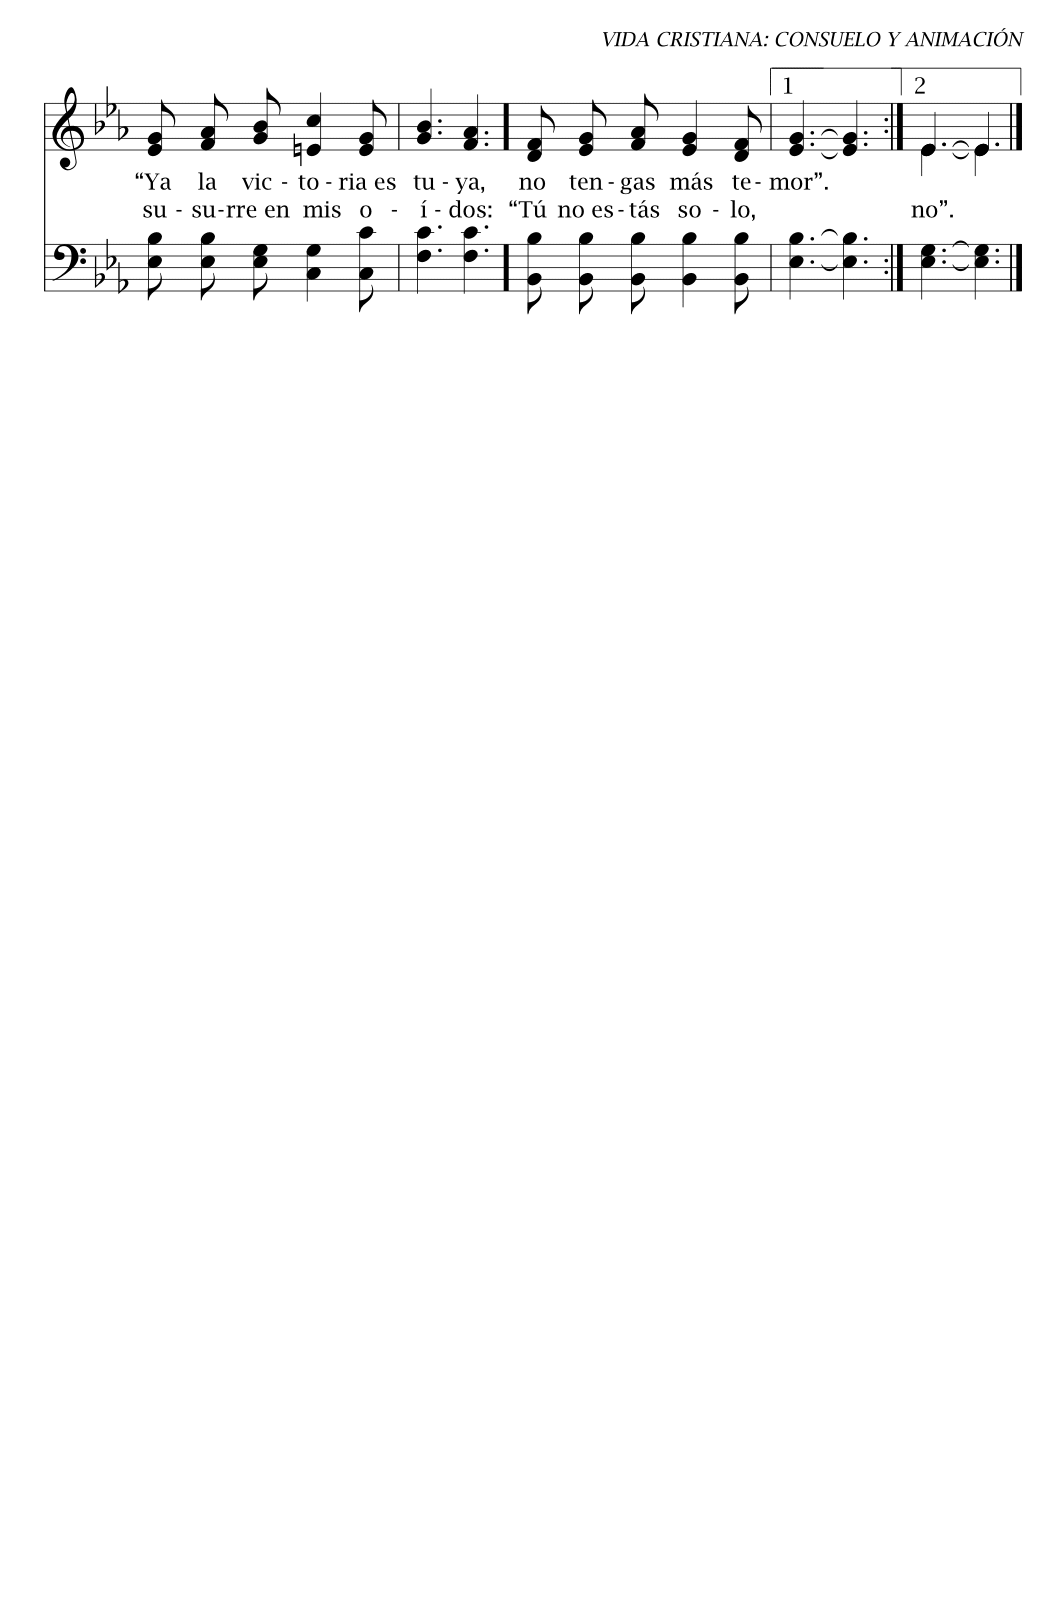 VIDA CRISTIANA: CONSUELO Y ANIMACIÓN
1 2
“Ya la vic - to - ria es tu - ya, no ten - gas más te - mor”.
su - su - rre en mis o - í - dos: “Tú no es - tás so - lo, no”.